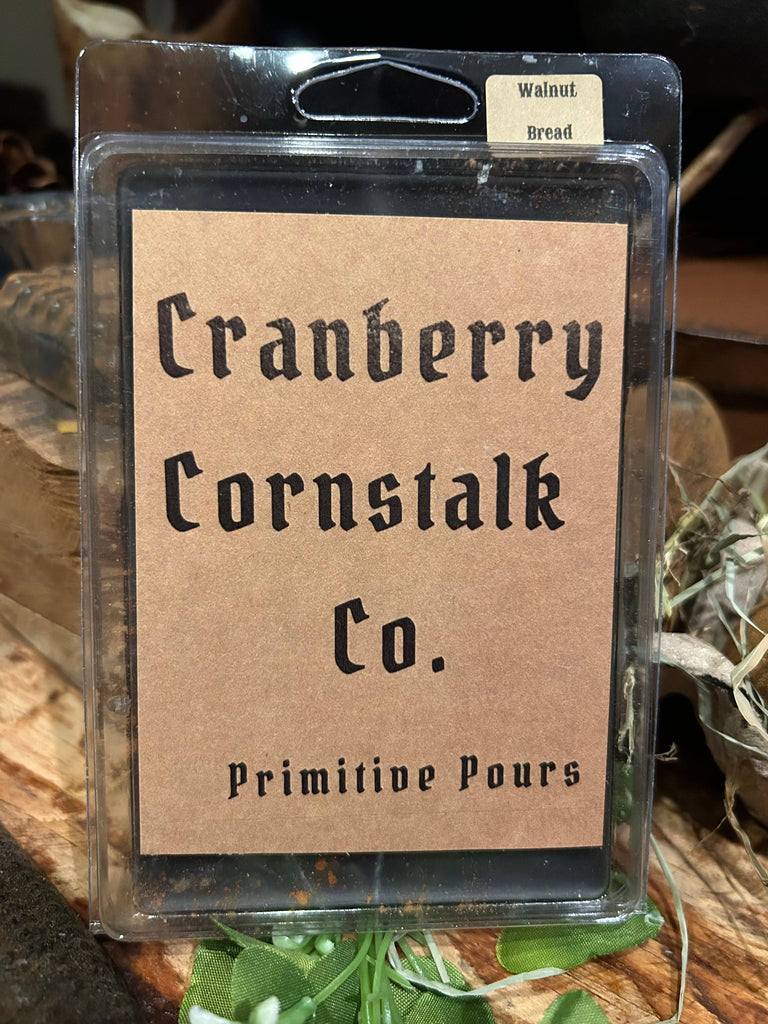 Walnut
Bread
Cranberry
Cornstalk
Co.
Primitive Pours